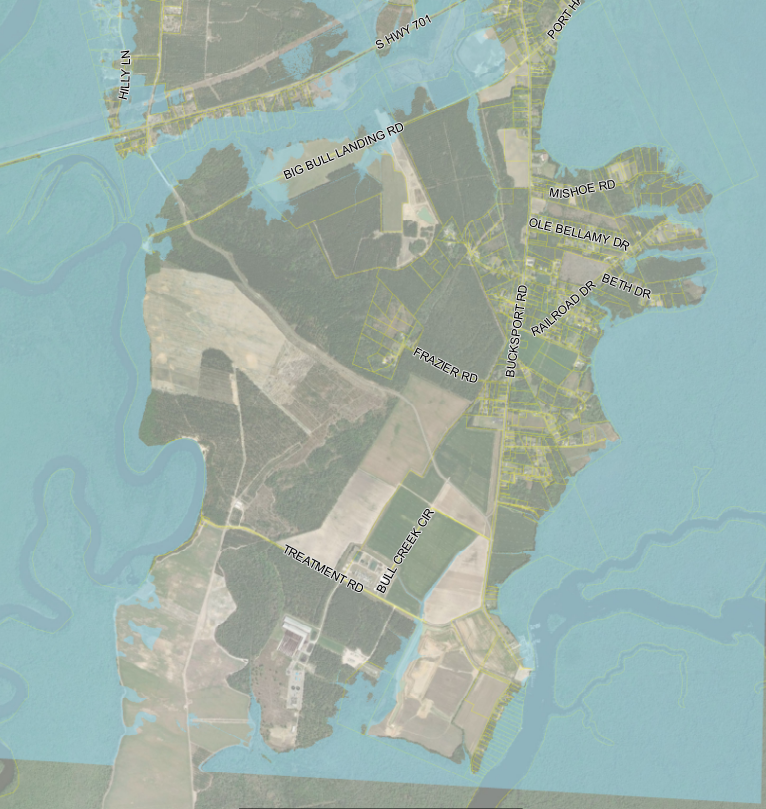 S HWY 701
PORT
HILLY LN
BIG BULL LANDING RD
MISHOE RD
OLE BELLAMY DR
BETH DR
RAILROAD DR
BUCKSPORT RD
FRAZIER RD
BULL CREEK CIR
TREATMENT RD